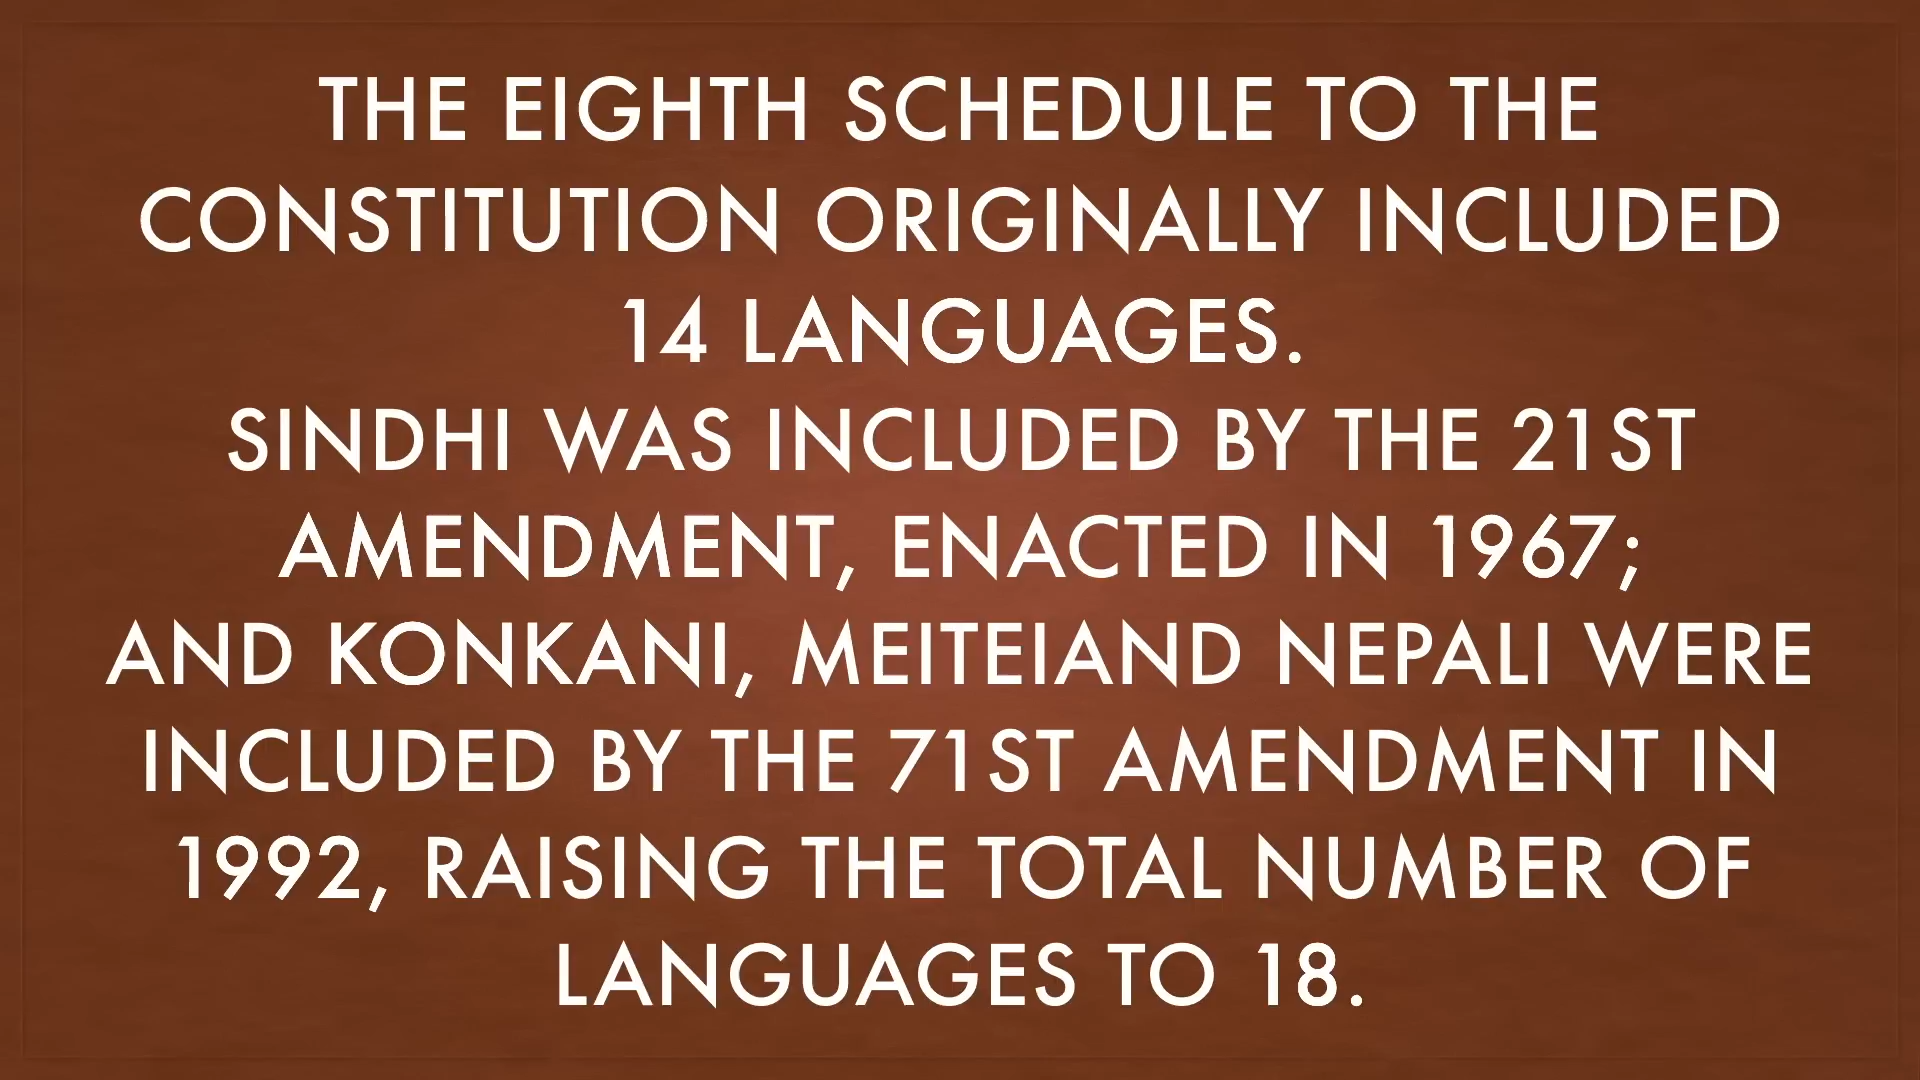 THE EIGHTH SCHEDULE TO THE
CONSTITUTION ORIGINALLY INCLUDED
14 LANGUAGES.
SINDHI WAS INCLUDED BY THE 21ST
AMENDMENT, ENACTED IN 1967;
AND KONKANI, MEITEIAND NEPALI WERE
INCLUDED BY THE 71ST AMENDMENT IN
1992, RAISING THE TOTAL NUMBER OF
LANGUAGES TO 18.